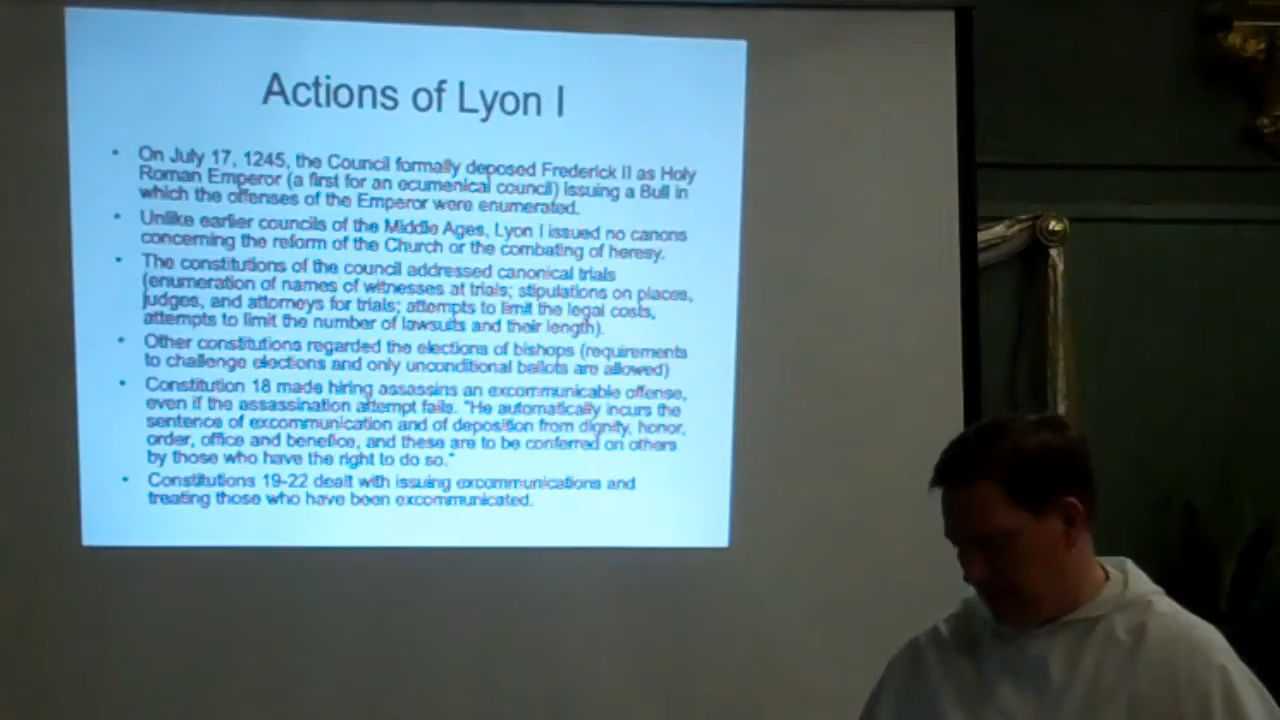 Actions of Lyon I
• On July 17, 1245, the Council formally deposed Frederick II as Holy
Roman Emperor (a first for an ecumenical council) issuing a Bull in
which the offenses of the Emperor were enumerated.
• Unlike earlier councils of the Middle Ages, Lyon I issued no canons
concerning the reform of the Church or the combating of heresy.
• The constitutions of the council addressed canonical trials
(enumeration of names of witnesses at trials; stipulations on places,
judges, and attorneys for trials; attempts to limit the legal costs,
attempts to limit the number of lawsuits and their length).
• Other constitutions regarded the elections of bishops (requirements
to challenge elections and only unconditional ballots are allowed)
• Constitution 18 made hiring assassins an excommunicable offense,
even if the assassination attempt fails. "He automatically incurs the
sentence of excommunication and of deposition from dignity, honor,
order, office and benefice, and these are to be conferred on others
by those who have the right to do so."
• Constitutions 19-22 dealt with issuing excommunications and
treating those who have been excommunicated.